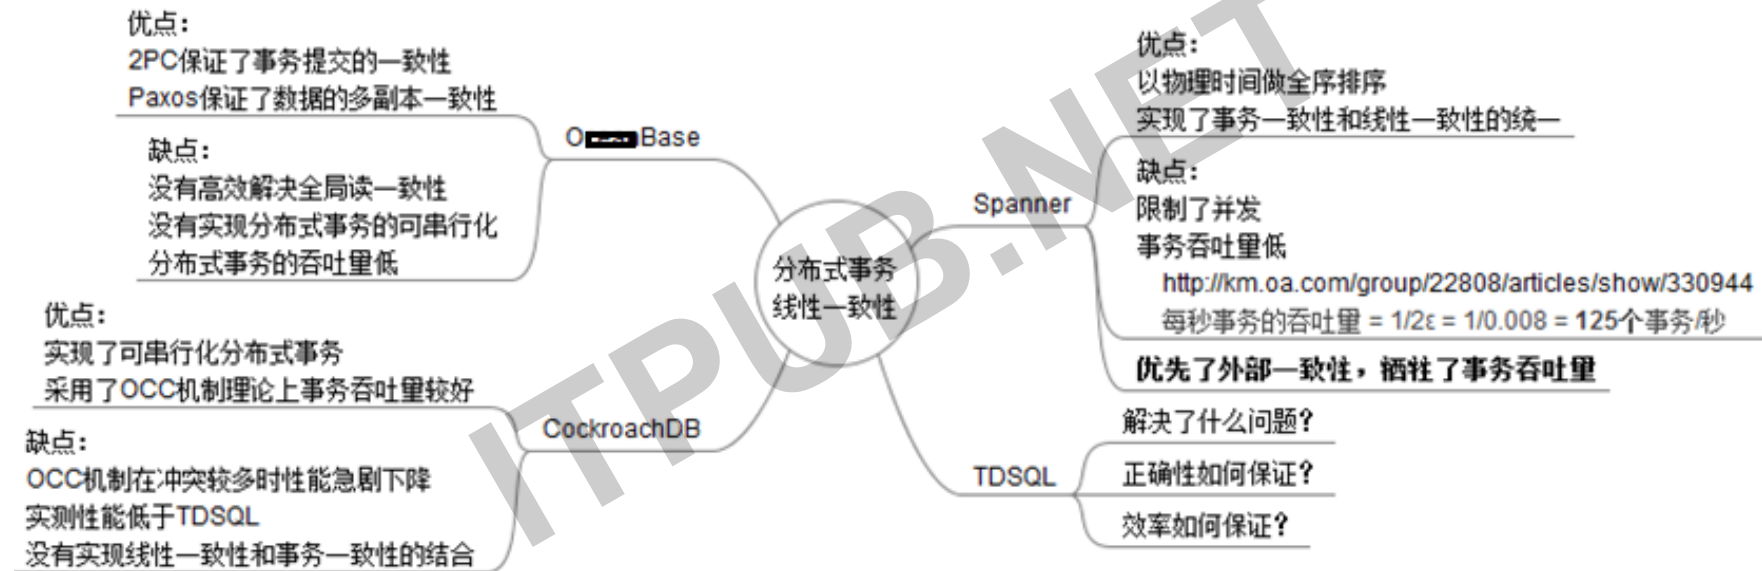 优点：
2PC保证了事务提交的一致性
Paxos保证了数据的多副本一致性
O Base
缺点：
没有高效解决全局读一致性
没有实现分布式事务的可串行化
分布式事务的吞吐量低
优点：
实现了可串行化分布式事务
采用了OCC机制理论上事务吞吐量较好
CockroachDB
缺点：
OCC机制在冲突较多时性能急剧下降
实测性能低于TDSQL
没有实现线性一致性和事务一致性的结合
分布式事务
线性一致性
优点：
以物理时间做全序排序
实现了事务一致性和线性一致性的统一
Spanner
缺点：
限制了并发
事务吞吐量低
http://km.oa.com/group/22808/articles/show/330944
每秒事务的吞吐量 = 1/2ε = 1/0.008 = 125个事务/秒
优先了外部一致性，牺牲了事务吞吐量
解决了什么问题？
TDSQL
正确性如何保证？
效率如何保证？
ITPUB.NET